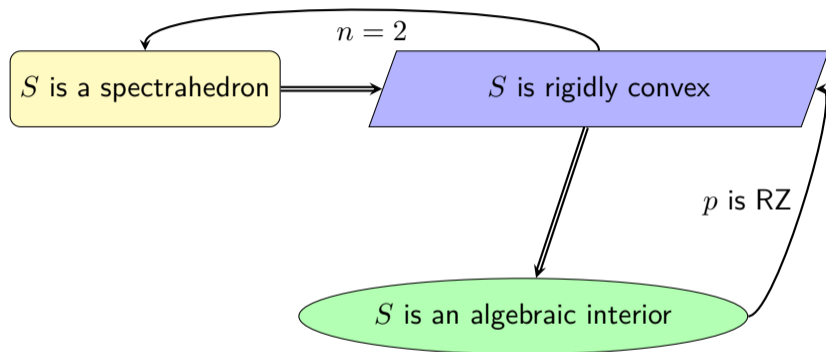 n = 2
S is a spectrahedron
S is rigidly convex
p is RZ
S is an algebraic interior